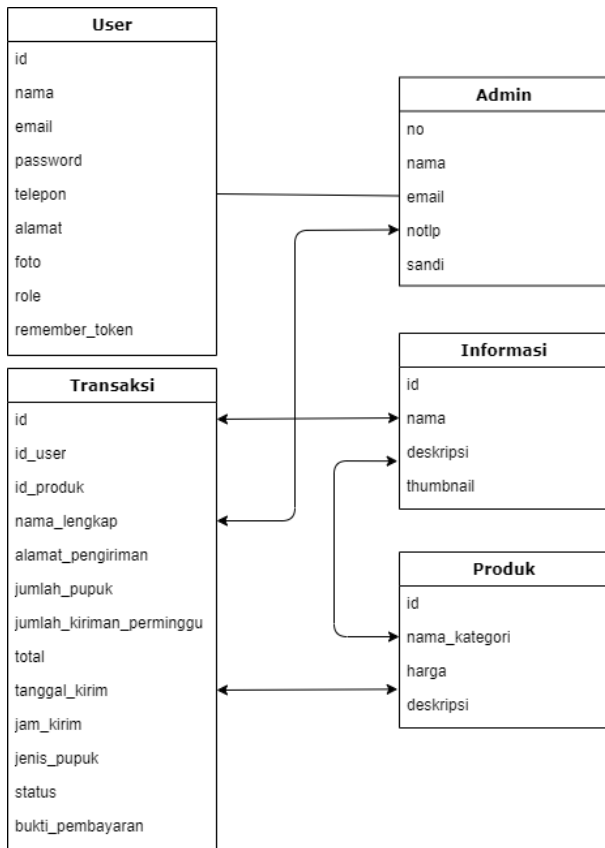 User
id
nama
email
password
telepon
alamat
foto
role
remember_token
Transaksi
id
id_user
id_produk
nama_lengkap
alamat_pengiriman
jumlah_pupuk
jumlah_kiriman_perminggu
total
tanggal_kirim
jam_kirim
jenis_pupuk
status
bukti_pembayaran
Admin
no
nama
email
notlp
sandi
Informasi
id
nama
deskripsi
thumbnail
Produk
id
nama_kategori
harga
deskripsi